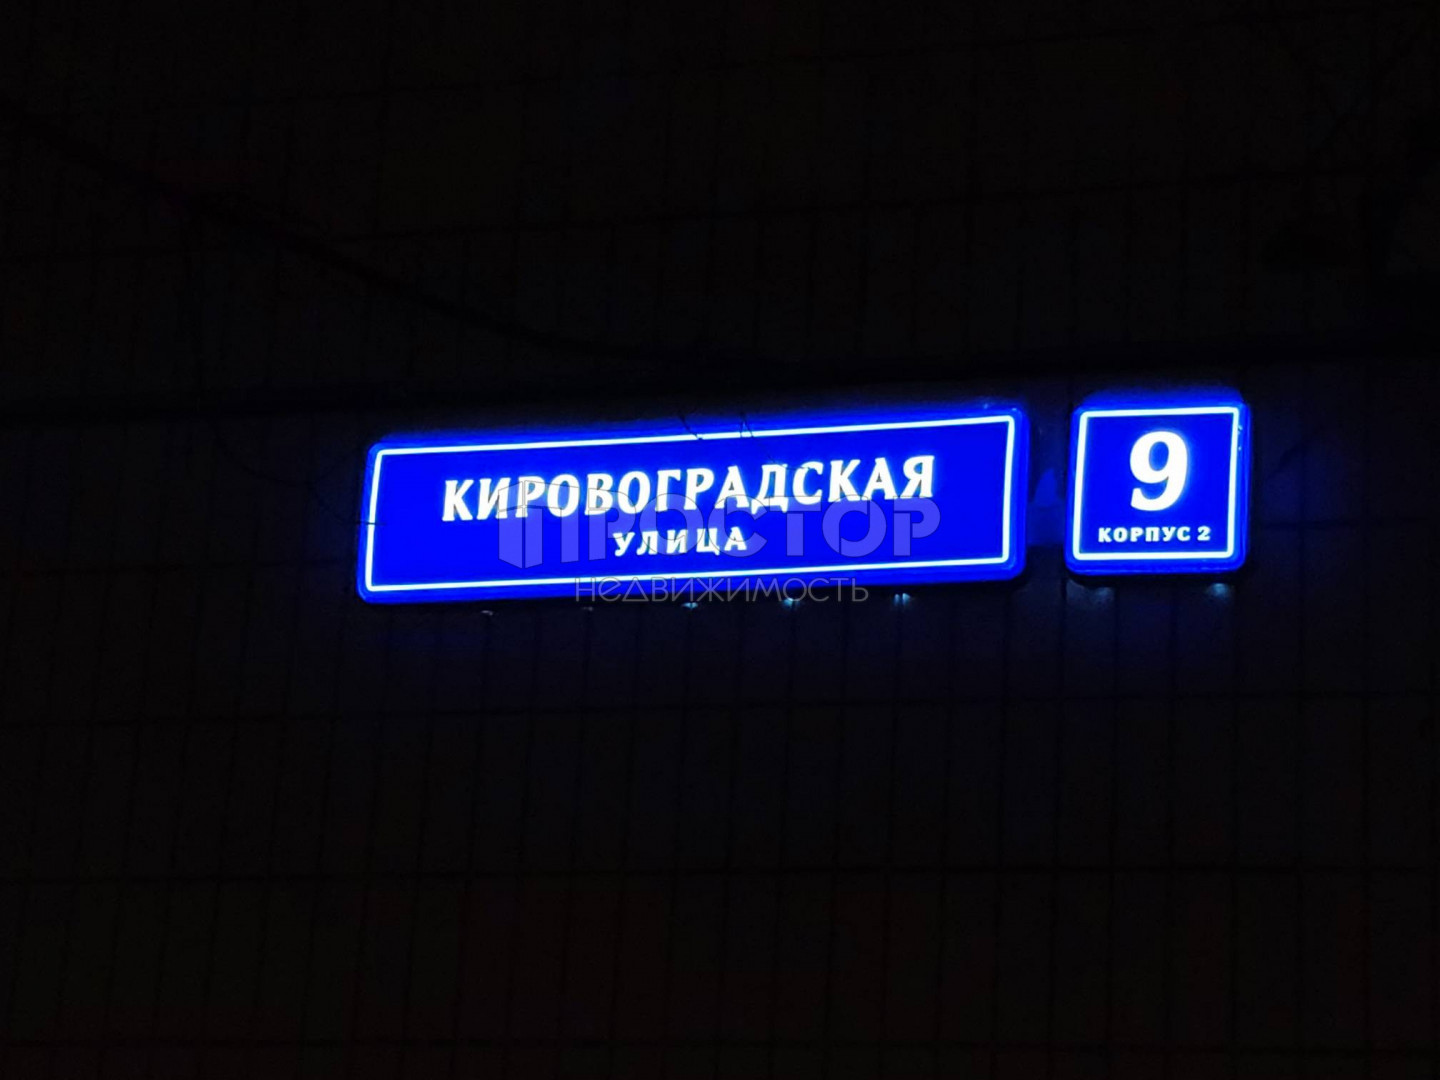 КИРОВОГРАДСКАЯ
УЛИЦА
9
КОРПУС 2
ПРОСТОР
НЕДВИЖИМОСТЬ